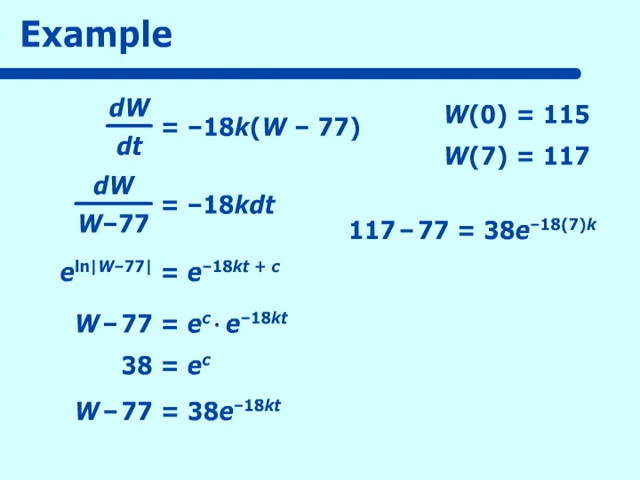 Example
dW/dt = –18k(W – 77)
W(0) = 115
W(7) = 117
dW/W–77 = –18kdt
117 – 77 = 38e^–18(7)k
e^ln|W–77| = e^–18kt + c
W – 77 = e^c · e^–18kt
38 = e^c
W – 77 = 38e^–18kt